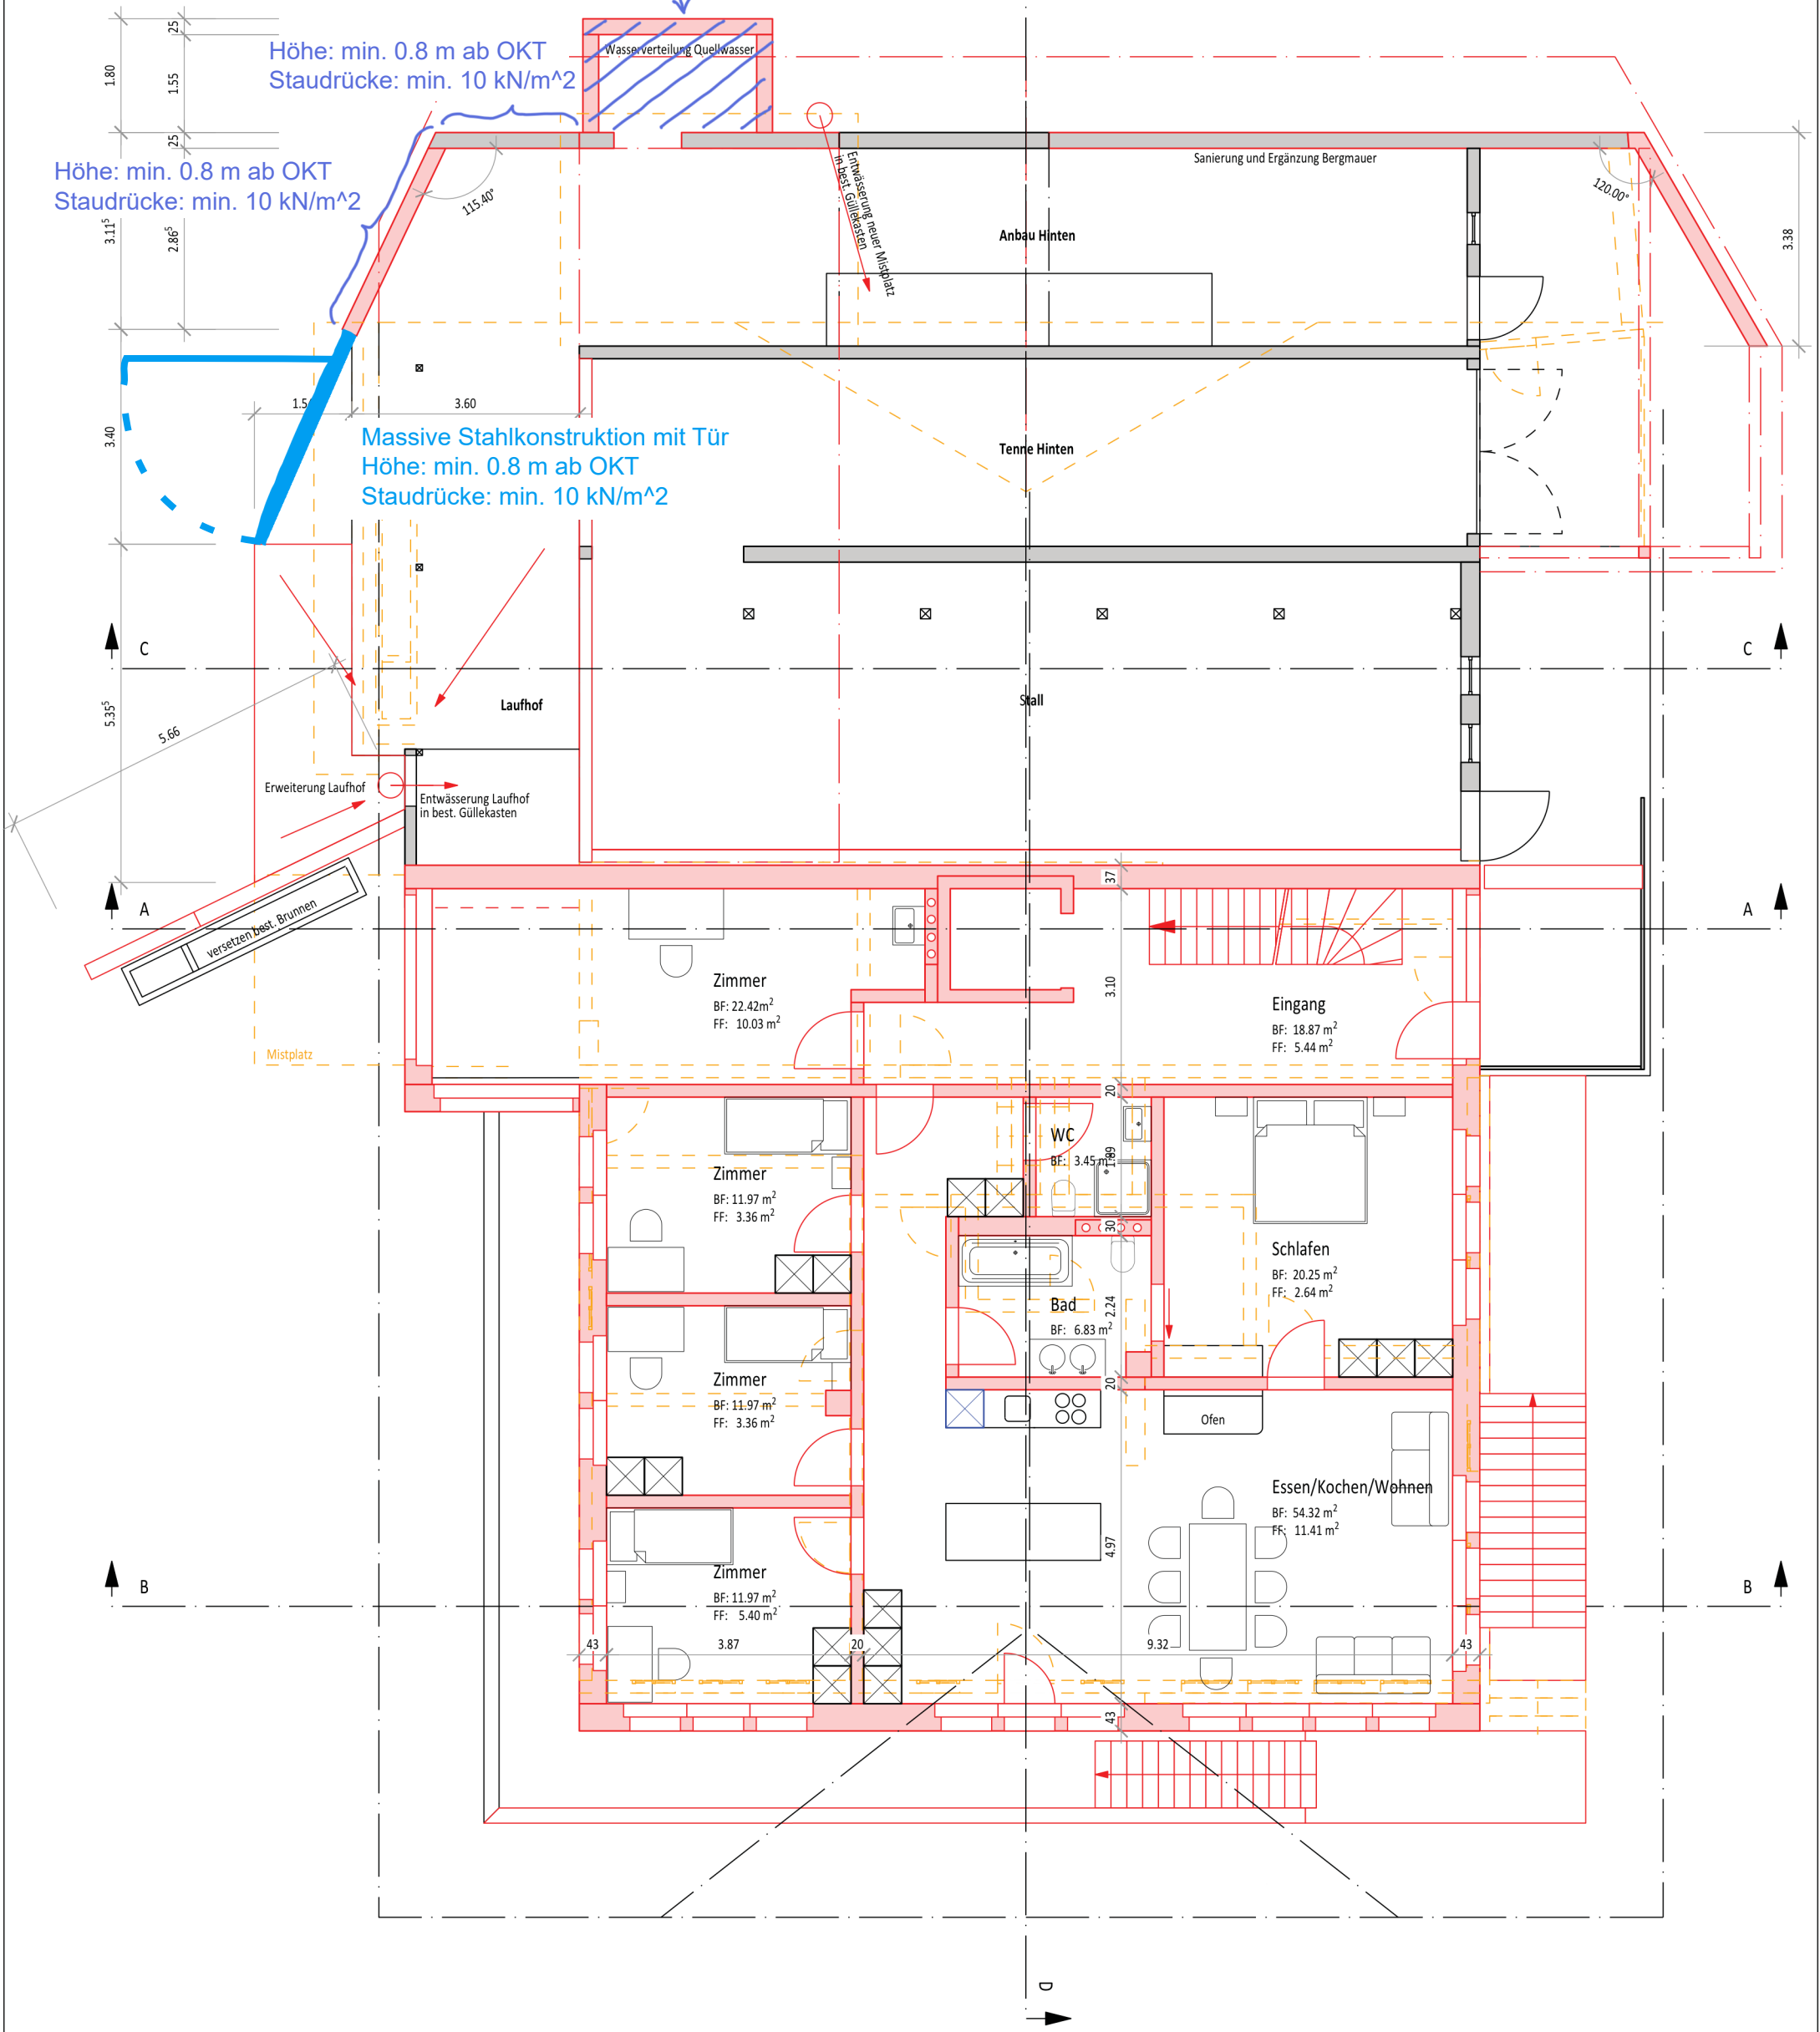 25
1.80
1.55
25
Höhe: min. 0.8 m ab OKT
Staudrücke: min. 10 kN/m^2
Wasserverteilung Quellwasser
Höhe: min. 0.8 m ab OKT
Staudrücke: min. 10 kN/m^2
3.11⁵
2.86⁵
115.40°
Entwässerung neuer Mistplatz
in best. Güllekasten
Sanierung und Ergänzung Bergmauer
120.00°
3.38
Anbau Hinten
3.60
3.40
Massive Stahlkonstruktion mit Tür
Höhe: min. 0.8 m ab OKT
Staudrücke: min. 10 kN/m^2
Tenne Hinten
C
C
5.35⁵
5.66
Laufhof
Stall
Erweiterung Laufhof
Entwässerung Laufhof
in best. Güllekasten
37
A
A
versetzen best. Brunnen
Zimmer
BF: 22.42m²
FF: 10.03 m²
3.10
Eingang
BF: 18.87 m²
FF: 5.44 m²
Mistplatz
20
WC
BF: 3.45 m²
1.89
Zimmer
BF: 11.97 m²
FF: 3.36 m²
30
Schlafen
BF: 20.25 m²
FF: 2.64 m²
Bad
BF: 6.83 m²
2.24
20
Zimmer
BF: 11.97 m²
FF: 3.36 m²
Ofen
Essen/Kochen/Wohnen
BF: 54.32 m²
FF: 11.41 m²
4.97
Zimmer
BF: 11.97 m²
FF: 5.40 m²
B
B
43
3.87
20
9.32
43
43
D